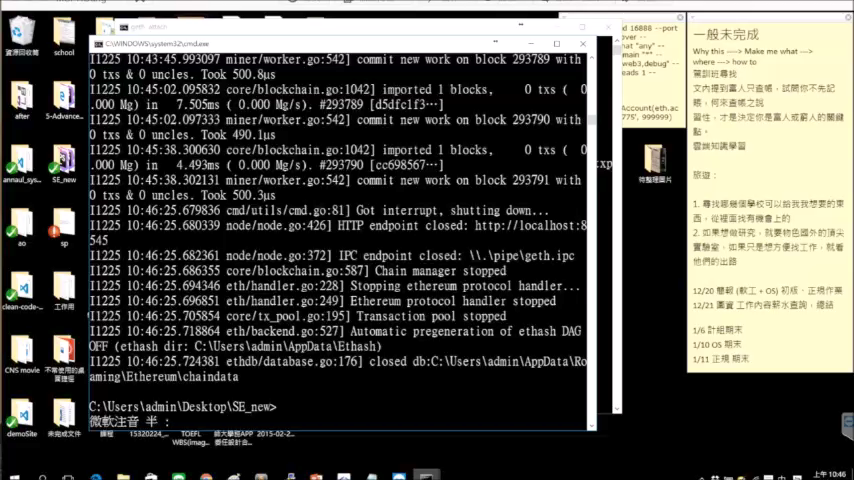 C:\WINDOWS\system32\cmd.exe
I1225 10:43:45.993097 miner/worker.go:542] commit new work on block 293789 with
0 txs & 0 uncles. Took 500.8μs
I1225 10:45:02.095832 core/blockchain.go:1042] imported 1 blocks,     0 txs (  0
.000 Mg) in   7.505ms ( 0.000 Mg/s). #293789 [d5dfc1f3…]
I1225 10:45:02.097333 miner/worker.go:542] commit new work on block 293790 with
0 txs & 0 uncles. Took 490.1μs
I1225 10:45:38.300630 core/blockchain.go:1042] imported 1 blocks,     0 txs (  0
.000 Mg) in   4.493ms ( 0.000 Mg/s). #293790 [cc698567…]
I1225 10:45:38.302131 miner/worker.go:542] commit new work on block 293791 with
0 txs & 0 uncles. Took 500.3μs
I1225 10:46:25.679836 cmd/utils/cmd.go:81] Got interrupt, shutting down...
I1225 10:46:25.680339 node/node.go:426] HTTP endpoint closed: http://localhost:8
545
I1225 10:46:25.682361 node/node.go:372] IPC endpoint closed: \\.\pipe\geth.ipc
I1225 10:46:25.686355 core/blockchain.go:587] Chain manager stopped
I1225 10:46:25.694346 eth/handler.go:228] Stopping ethereum protocol handler...
I1225 10:46:25.696851 eth/handler.go:249] Ethereum protocol handler stopped
I1225 10:46:25.705854 core/tx_pool.go:195] Transaction pool stopped
I1225 10:46:25.718864 eth/backend.go:527] Automatic pregeneration of ethash DAG
OFF (ethash dir: C:\Users\admin\AppData\Ethash)
I1225 10:46:25.724381 ethdb/database.go:176] closed db:C:\Users\admin\AppData\Ro
aming\Ethereum\chaindata
C:\Users\admin\Desktop\SE_new>
微軟注音 半 :
geth attach
資源回收筒
school
after
5-Advance...
annaul_sys...
SE_new
ao
sp
clean-code-...
工作用
CNS movie
不常使用的桌
面捷徑
demoSite
未完成文件
課程
15320224_...
TOEFL
WBS(imag...
師大學務APP
委任設計合...
2015-02-2...
d 16888 --port
over --
hat "any"
web3,debug"
reads 1 --
Account(eth.ac
775", 999999)
待整理圖片
一般未完成
Why this ----> Make me what ---->
where ----> how to
駕訓班尋找
文內提到富人只查帳，試問你不先記
賬，何來查帳之說
習性，才是決定你是富人或窮人的關鍵
點。
雲端知識學習
旅遊：
1. 尋找哪幾個學校可以給我我想要的東
西，從裡面找有機會上的
2. 如果想做研究，就要物色國外的頂尖
實驗室，如果只是想方便找工作，就看
他們的出路
12/20 簡報 (軟工 + OS) 初版、正規作業
12/21 圖資 工作內容薪水查詢，總結
1/6 計組期末
1/10 OS 期末
1/11 正規 期末
上午 10:46